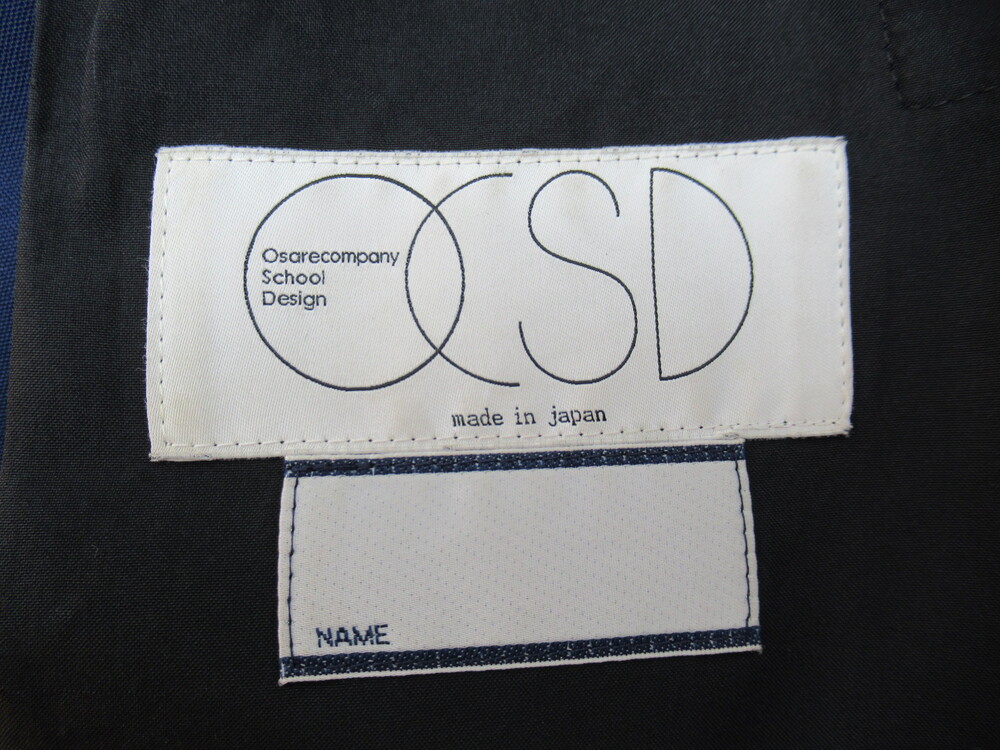 OCSD
Osarecompany
School
Design
made in japan
NAME